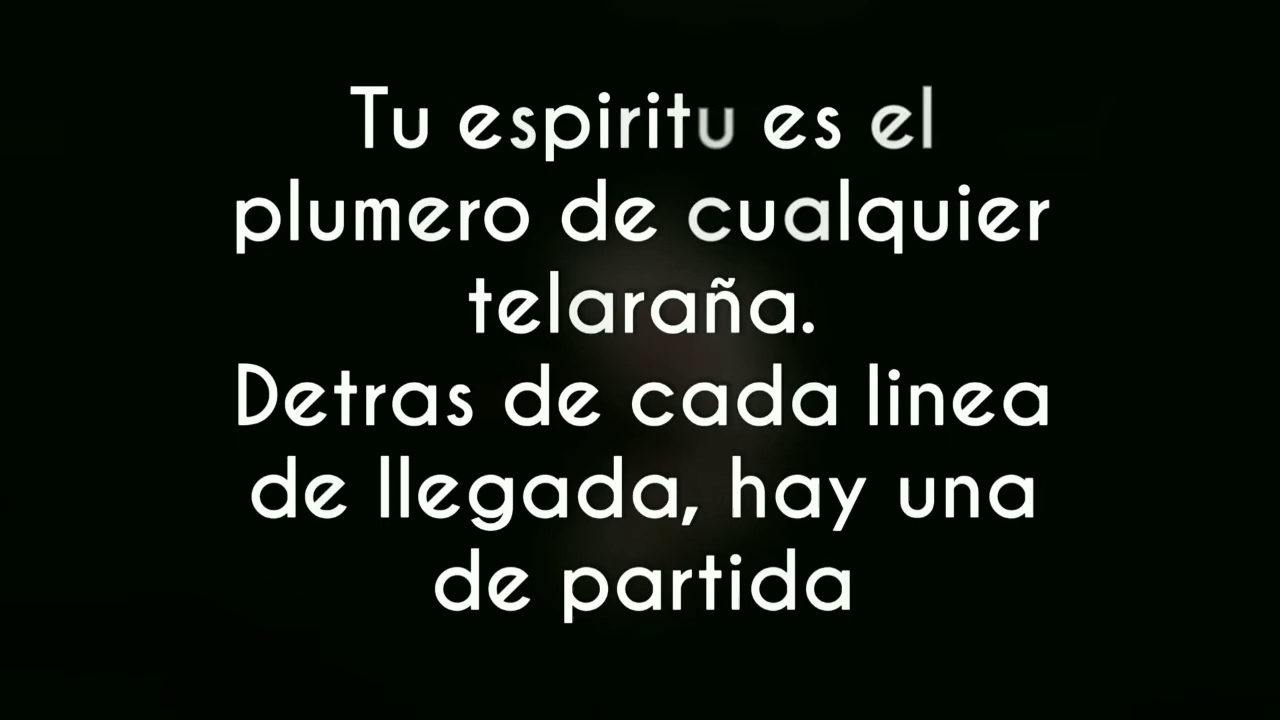 Tu espiritu es el
plumero de cualquier
telaraña.
Detras de cada linea
de llegada, hay una
de partida